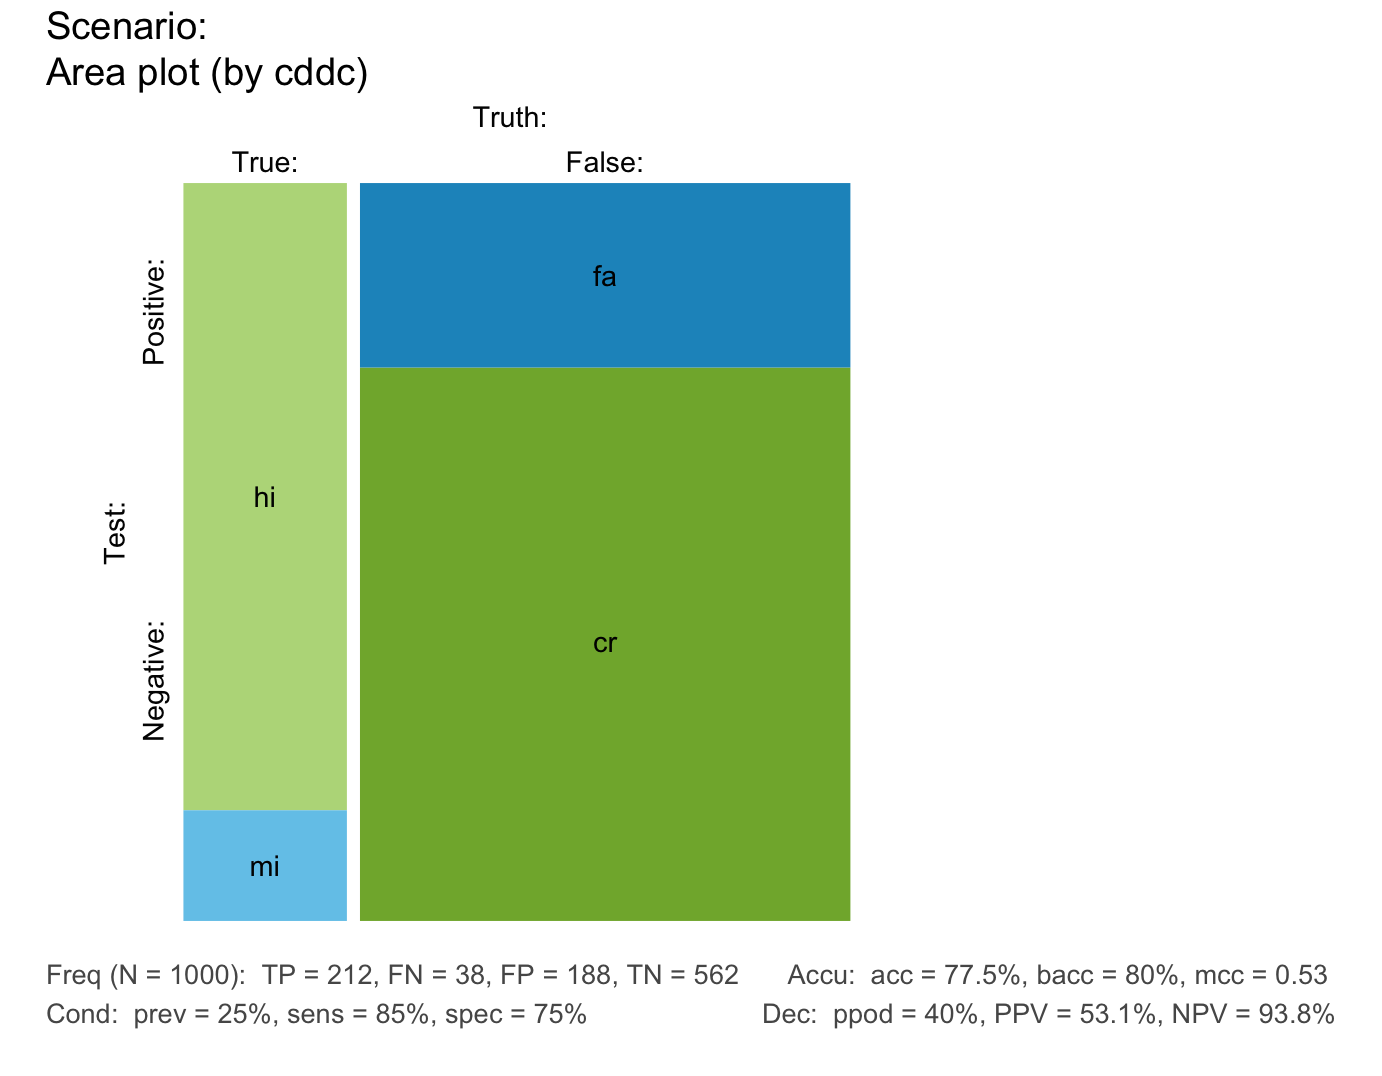 Scenario:
Area plot (by cddc)
Truth:
True:
False:
Positive:
fa
hi
Test:
cr
Negative:
mi
Freq (N = 1000):  TP = 212, FN = 38, FP = 188, TN = 562
Accu:  acc = 77.5%, bacc = 80%, mcc = 0.53
Cond:  prev = 25%, sens = 85%, spec = 75%
Dec:  ppod = 40%, PPV = 53.1%, NPV = 93.8%